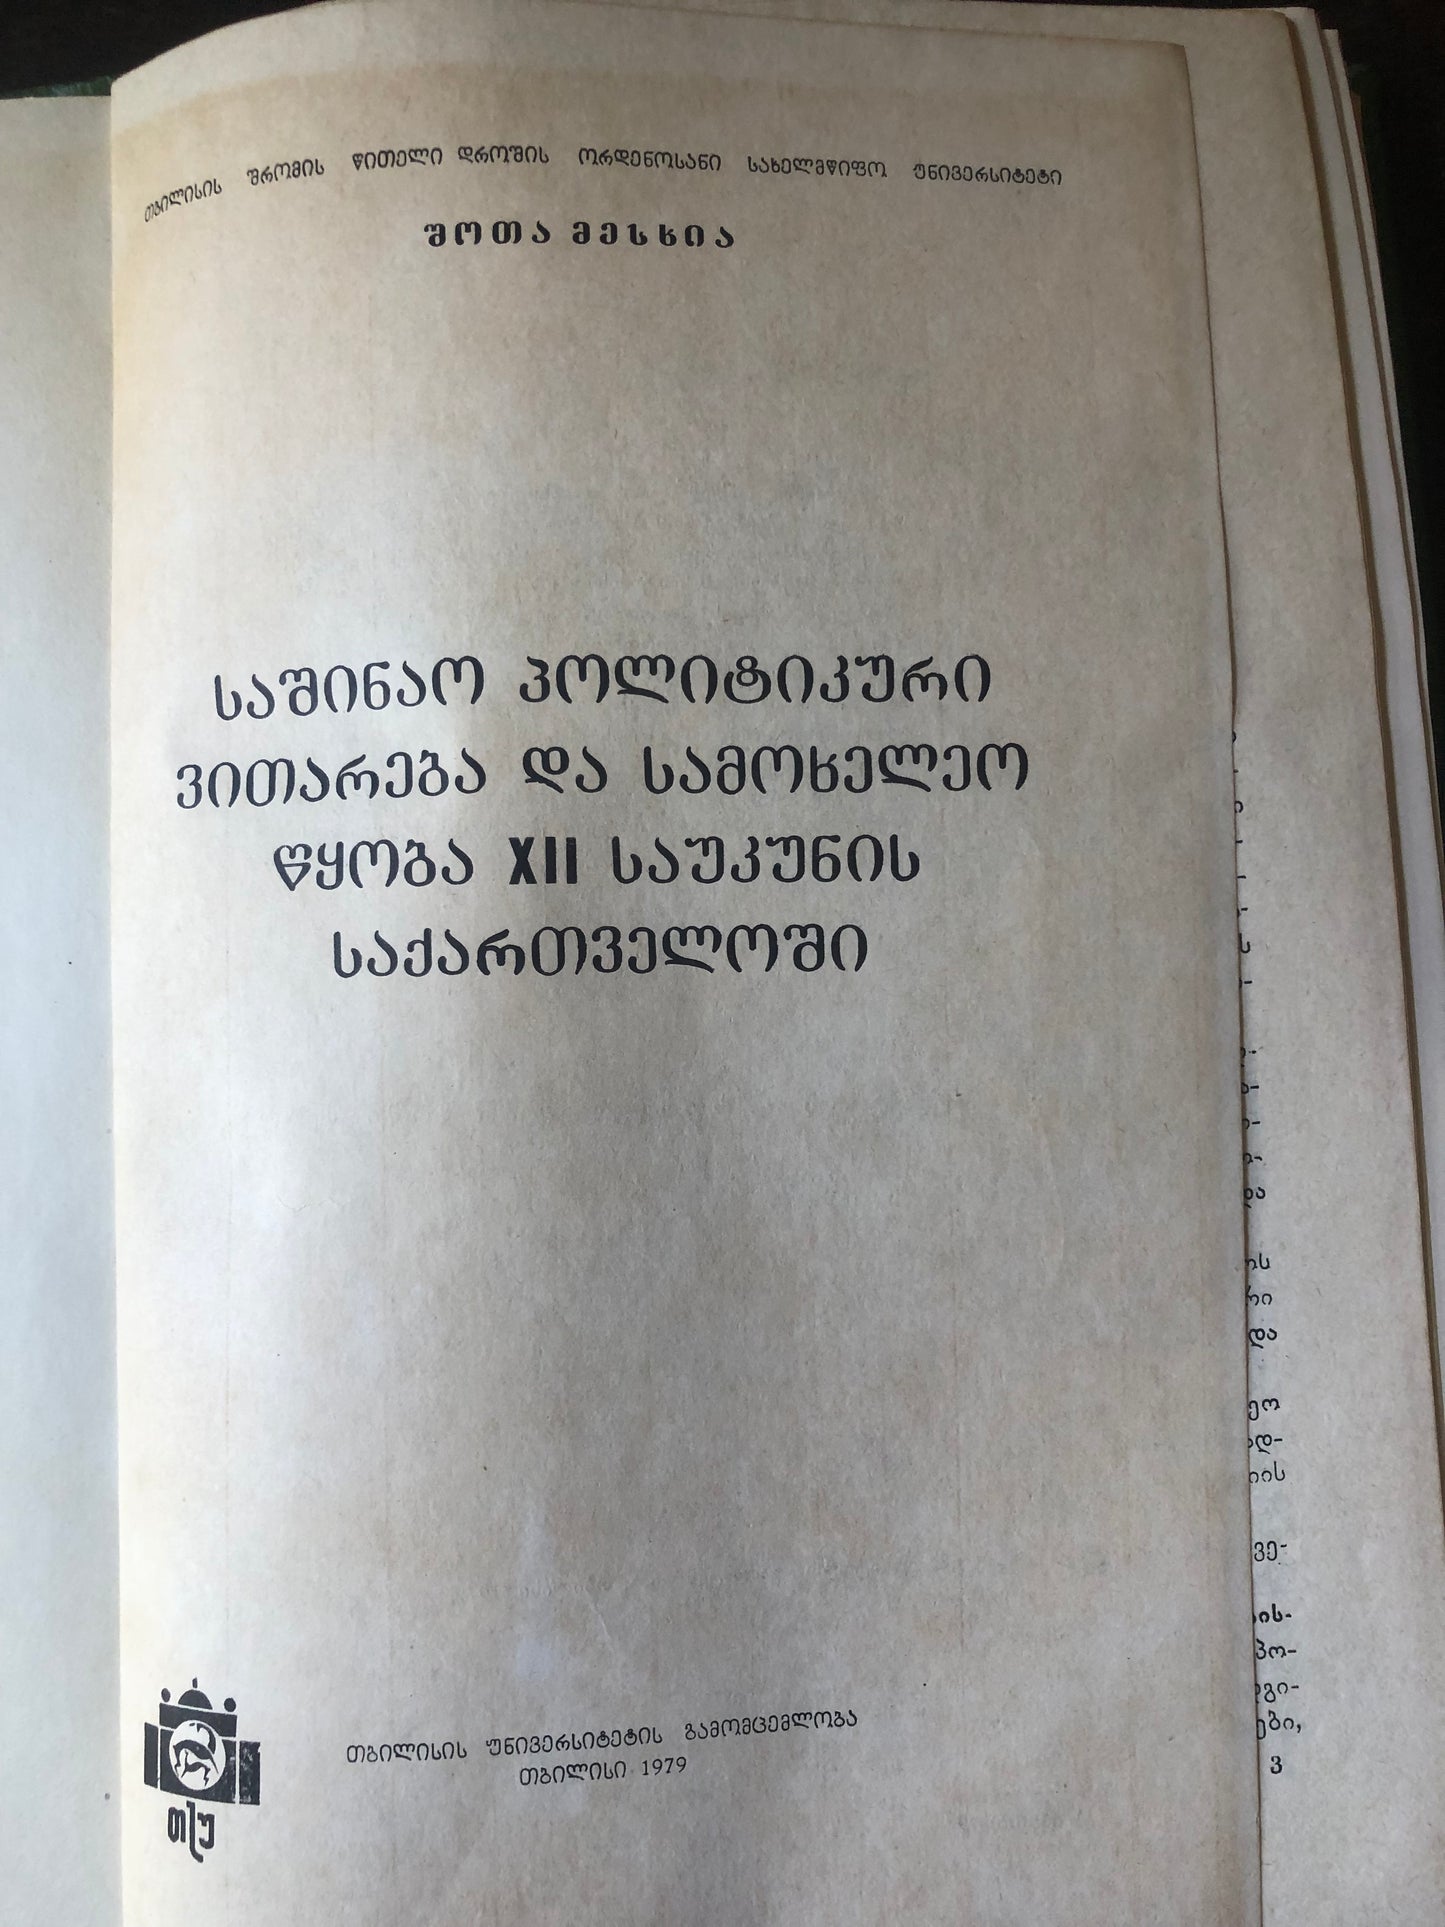 თბილისის შრომის წითელი დროშის ორდენოსანი სახელმწიფო უნივერსიტეტი
შოთა მესხია
საშინაო პოლიტიკური
ვითარება და სამოხელეო
წყობა XII საუკუნის
საქართველოში
თბილისის უნივერსიტეტის გამომცემლობა
თბილისი 1979
თსუ
და